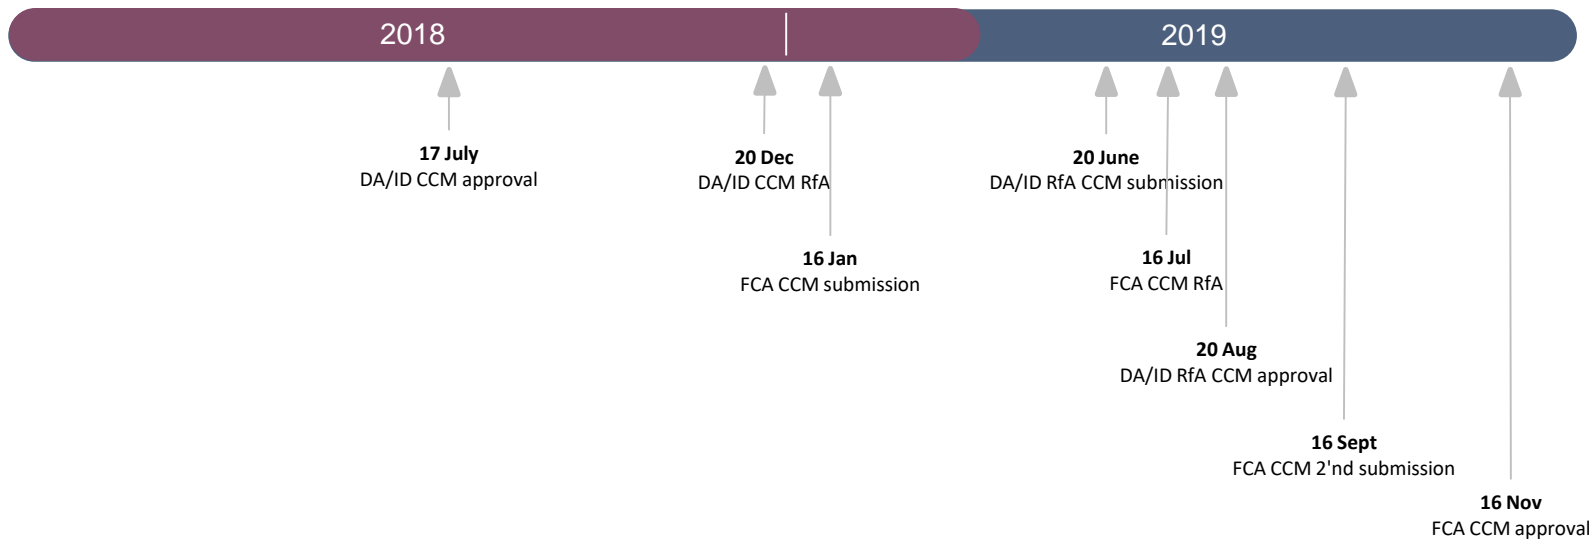 2018
2019
17 July
DA/ID CCM approval
20 Dec
DA/ID CCM RfA
20 June
DA/ID RfA CCM submission
16 Jan
FCA CCM submission
16 Jul
FCA CCM RfA
20 Aug
DA/ID RfA CCM approval
16 Sept
FCA CCM 2'nd submission
16 Nov
FCA CCM approval